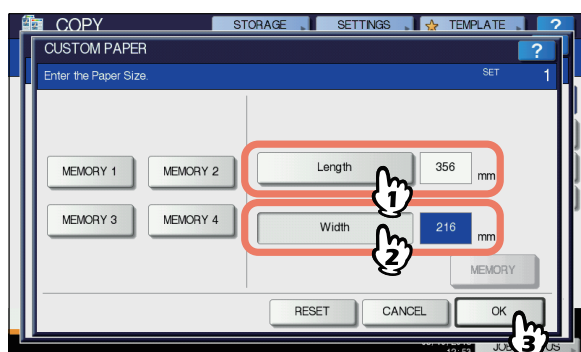 COPY STORAGE SETTINGS TEMPLATE ?
CUSTOM PAPER ?
Enter the Paper Size. SET 1
MEMORY 1 MEMORY 2 Length 356 mm
1
MEMORY 3 MEMORY 4 Width 216 mm
2
MEMORY
RESET CANCEL OK
3